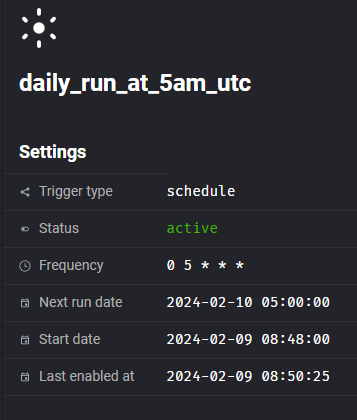 daily_run_at_5am_utc
Settings
Trigger type schedule
Status active
Frequency 0 5 * * *
Next run date 2024-02-10 05:00:00
Start date 2024-02-09 08:48:00
Last enabled at 2024-02-09 08:50:25